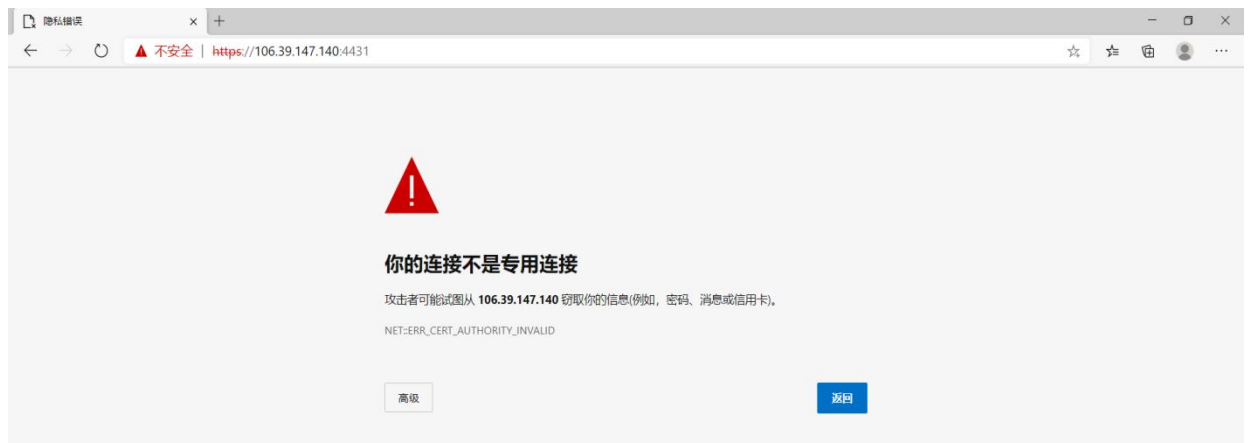 隐私错误
不安全 | https://106.39.147.140:4431
你的连接不是专用连接
攻击者可能试图从 106.39.147.140 窃取你的信息(例如，密码、消息或信用卡)。
NET::ERR_CERT_AUTHORITY_INVALID
高级
返回